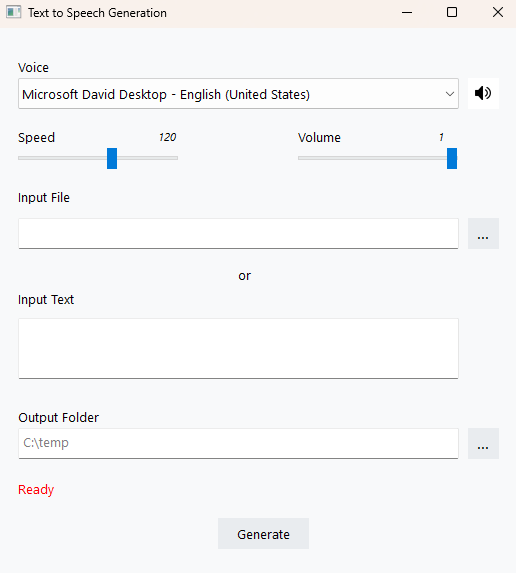 Text to Speech Generation
Voice
Microsoft David Desktop - English (United States)
Speed 120 Volume 1
Input File
...
or
Input Text
Output Folder
C:\temp ...
Ready
Generate